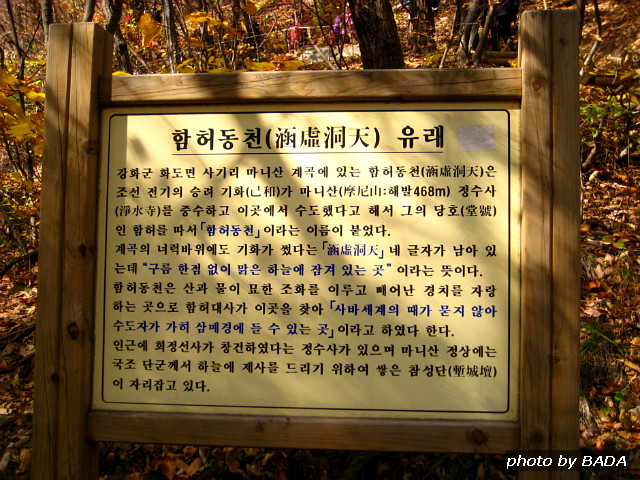 함허동천(涵虛洞天) 유래
강화군 화도면 사기리 마니산 계곡에 있는 함허동천(涵虛洞天)은
조선 전기의 승려 기화(己和)가 마니산(摩尼山:해발468m) 정수사
(淨水寺)를 중수하고 이곳에서 수도했다고 해서 그의 당호(堂號)
인 함허를 따서「함허동천」이라는 이름이 붙었다.
계곡의 너럭바위에도 기화가 썼다는「涵虛洞天」네 글자가 남아 있
는데 "구름 한점 없이 맑은 하늘에 잠겨 있는 곳" 이라는 뜻이다.
함허동천은 산과 물이 묘한 조화를 이루고 빼어난 경치를 자랑
하는 곳으로 함허대사가 이곳을 찾아「사바세계의 때가 묻지 않아
수도자가 가히 삼매경에 들 수 있는 곳」이라고 하였다 한다.
인근에 회정선사가 창건하였다는 정수사가 있으며 마니산 정상에는
국조 단군께서 하늘에 제사를 드리기 위하여 쌓은 참성단(塹城壇)
이 자리잡고 있다.
photo by BADA